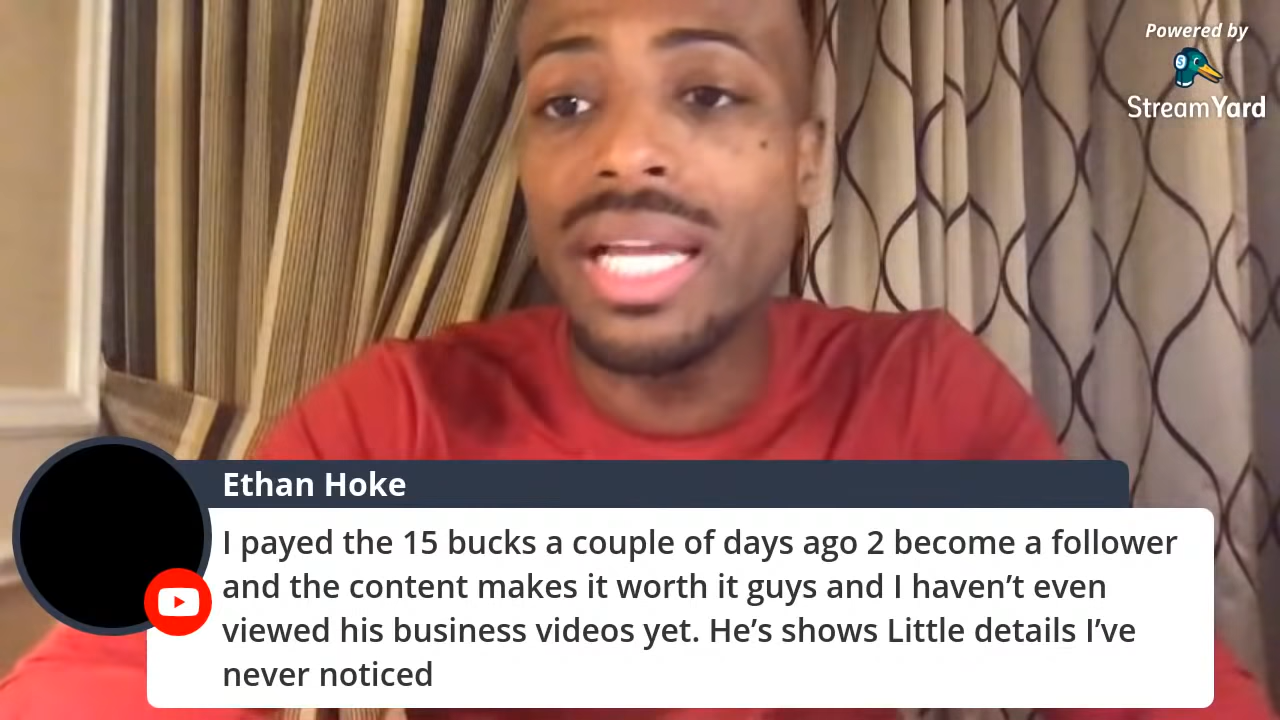 Powered by
StreamYard
Ethan Hoke
I payed the 15 bucks a couple of days ago 2 become a follower
and the content makes it worth it guys and I haven’t even
viewed his business videos yet. He’s shows Little details I’ve
never noticed